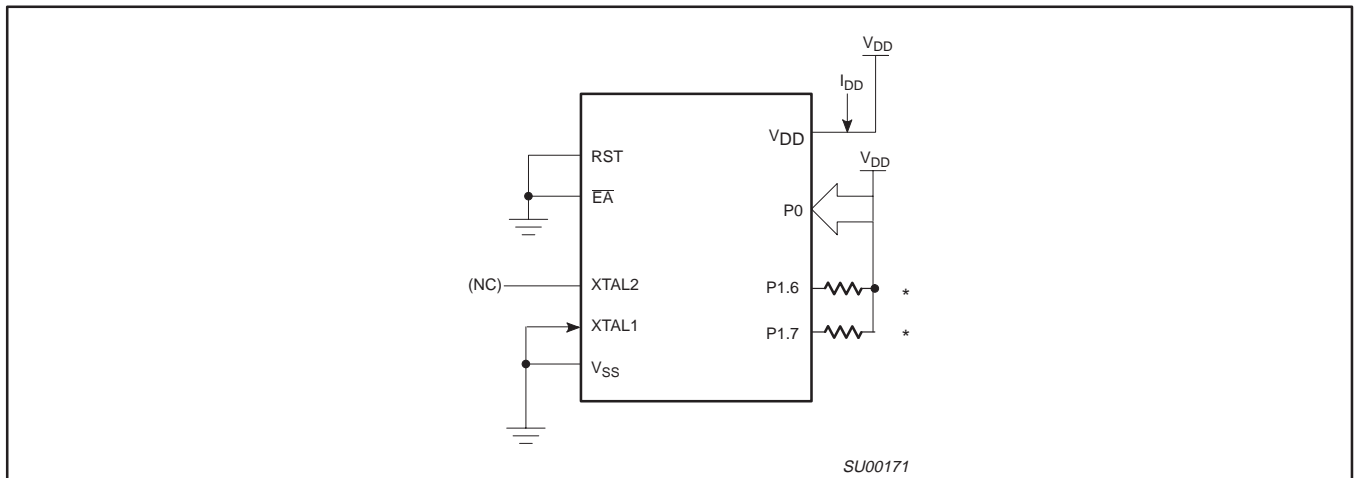 VDD
IDD
VDD
RST
VDD
EA
P0
(NC)
XTAL2
P1.6
*
XTAL1
P1.7
*
VSS
SU00171